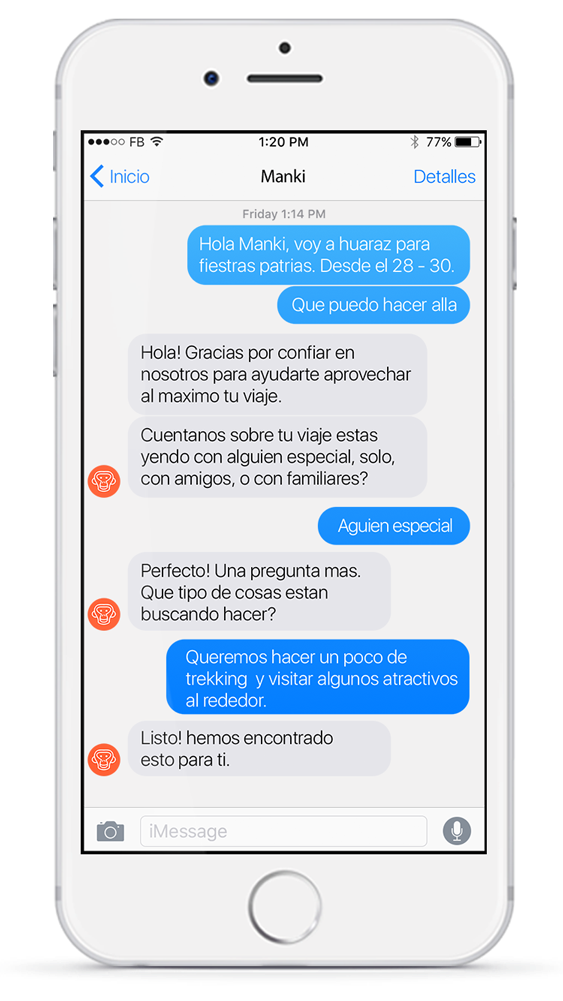 FB 1:20 PM 77%
Inicio Manki Detalles
Friday 1:14 PM
Hola Manki, voy a huaraz para
fiestras patrias. Desde el 28 - 30.
Que puedo hacer alla
Hola! Gracias por confiar en
nosotros para ayudarte aprovechar
al maximo tu viaje.
Cuentanos sobre tu viaje estas
yendo con alguien especial, solo,
con amigos, o con familiares?
Aguien especial
Perfecto! Una pregunta mas.
Que tipo de cosas estan
buscando hacer?
Queremos hacer un poco de
trekking y visitar algunos atractivos
al rededor.
Listo! hemos encontrado
esto para ti.
iMessage